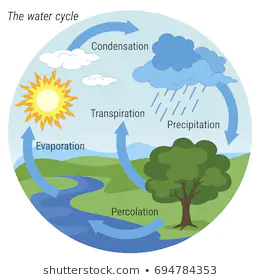 The water cycle
Condensation
Transpiration
Precipitation
Evaporation
Percolation
shutterstock.com • 694784353